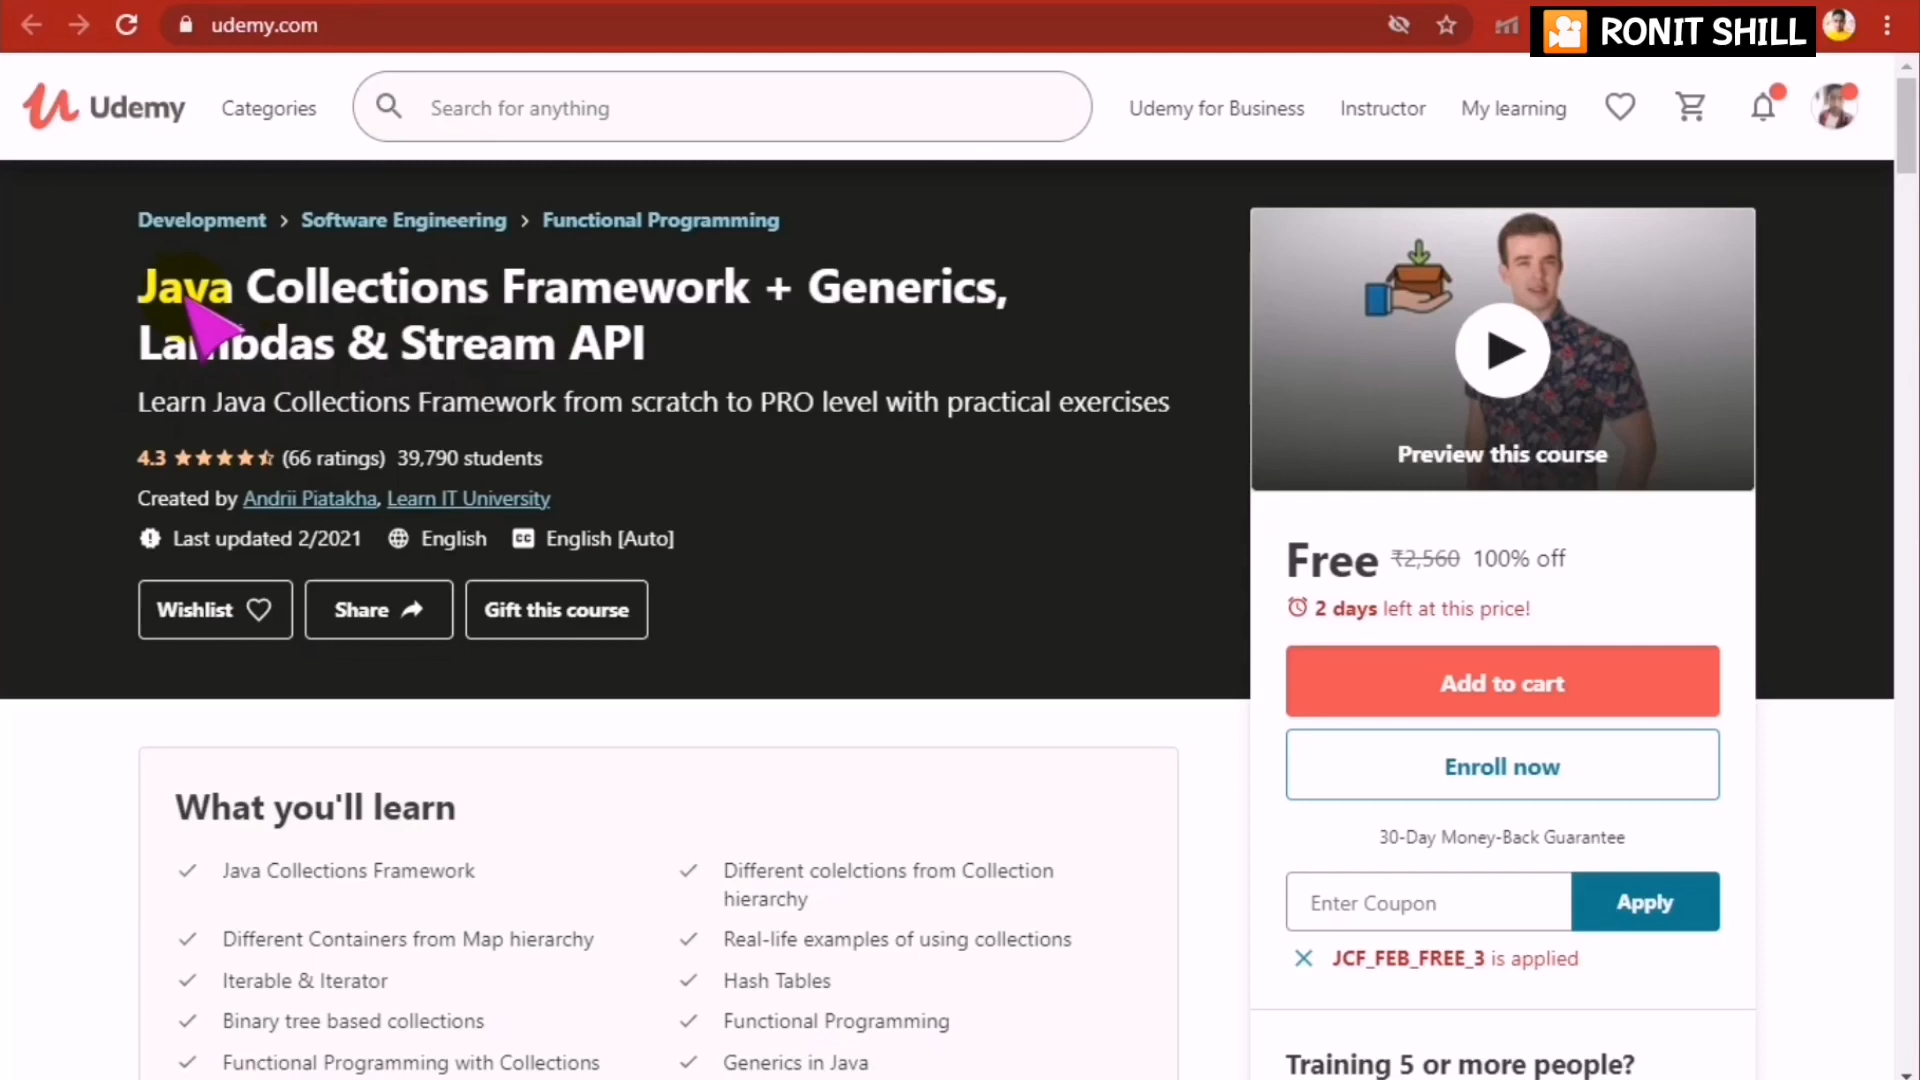 udemy.com
RONIT SHILL
Udemy
Categories
Search for anything
Udemy for Business
Instructor
My learning
Development > Software Engineering > Functional Programming
Java Collections Framework + Generics,
Lambdas & Stream API
Learn Java Collections Framework from scratch to PRO level with practical exercises
4.3 (66 ratings) 39,790 students
Created by Andrii Piatakha, Learn IT University
Last updated 2/2021 English CC English [Auto]
Wishlist
Share
Gift this course
Preview this course
Free ₹2,560 100% off
2 days left at this price!
Add to cart
Enroll now
30-Day Money-Back Guarantee
Enter Coupon
Apply
JCF_FEB_FREE_3 is applied
Training 5 or more people?
What you'll learn
Java Collections Framework
Different colelctions from Collection
hierarchy
Different Containers from Map hierarchy
Real-life examples of using collections
Iterable & Iterator
Hash Tables
Binary tree based collections
Functional Programming
Functional Programming with Collections
Generics in Java